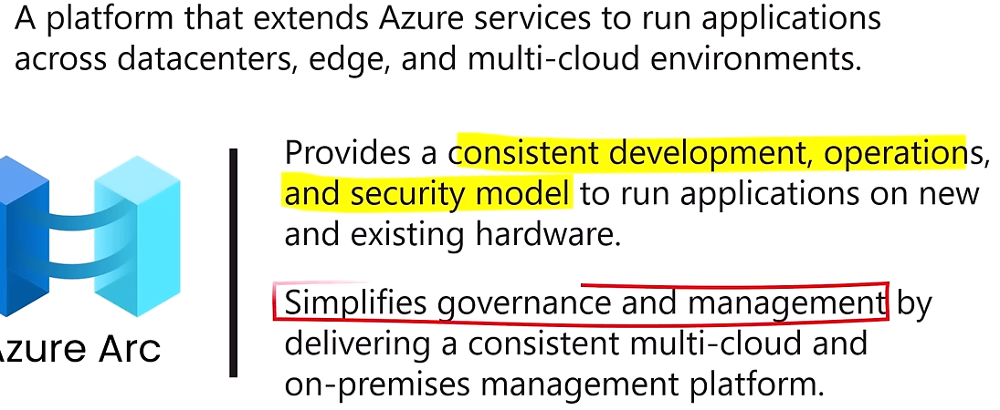 A platform that extends Azure services to run applications
across datacenters, edge, and multi-cloud environments.
Provides a consistent development, operations,
and security model to run applications on new
and existing hardware.
Simplifies governance and management by
delivering a consistent multi-cloud and
on-premises management platform.
zure Arc